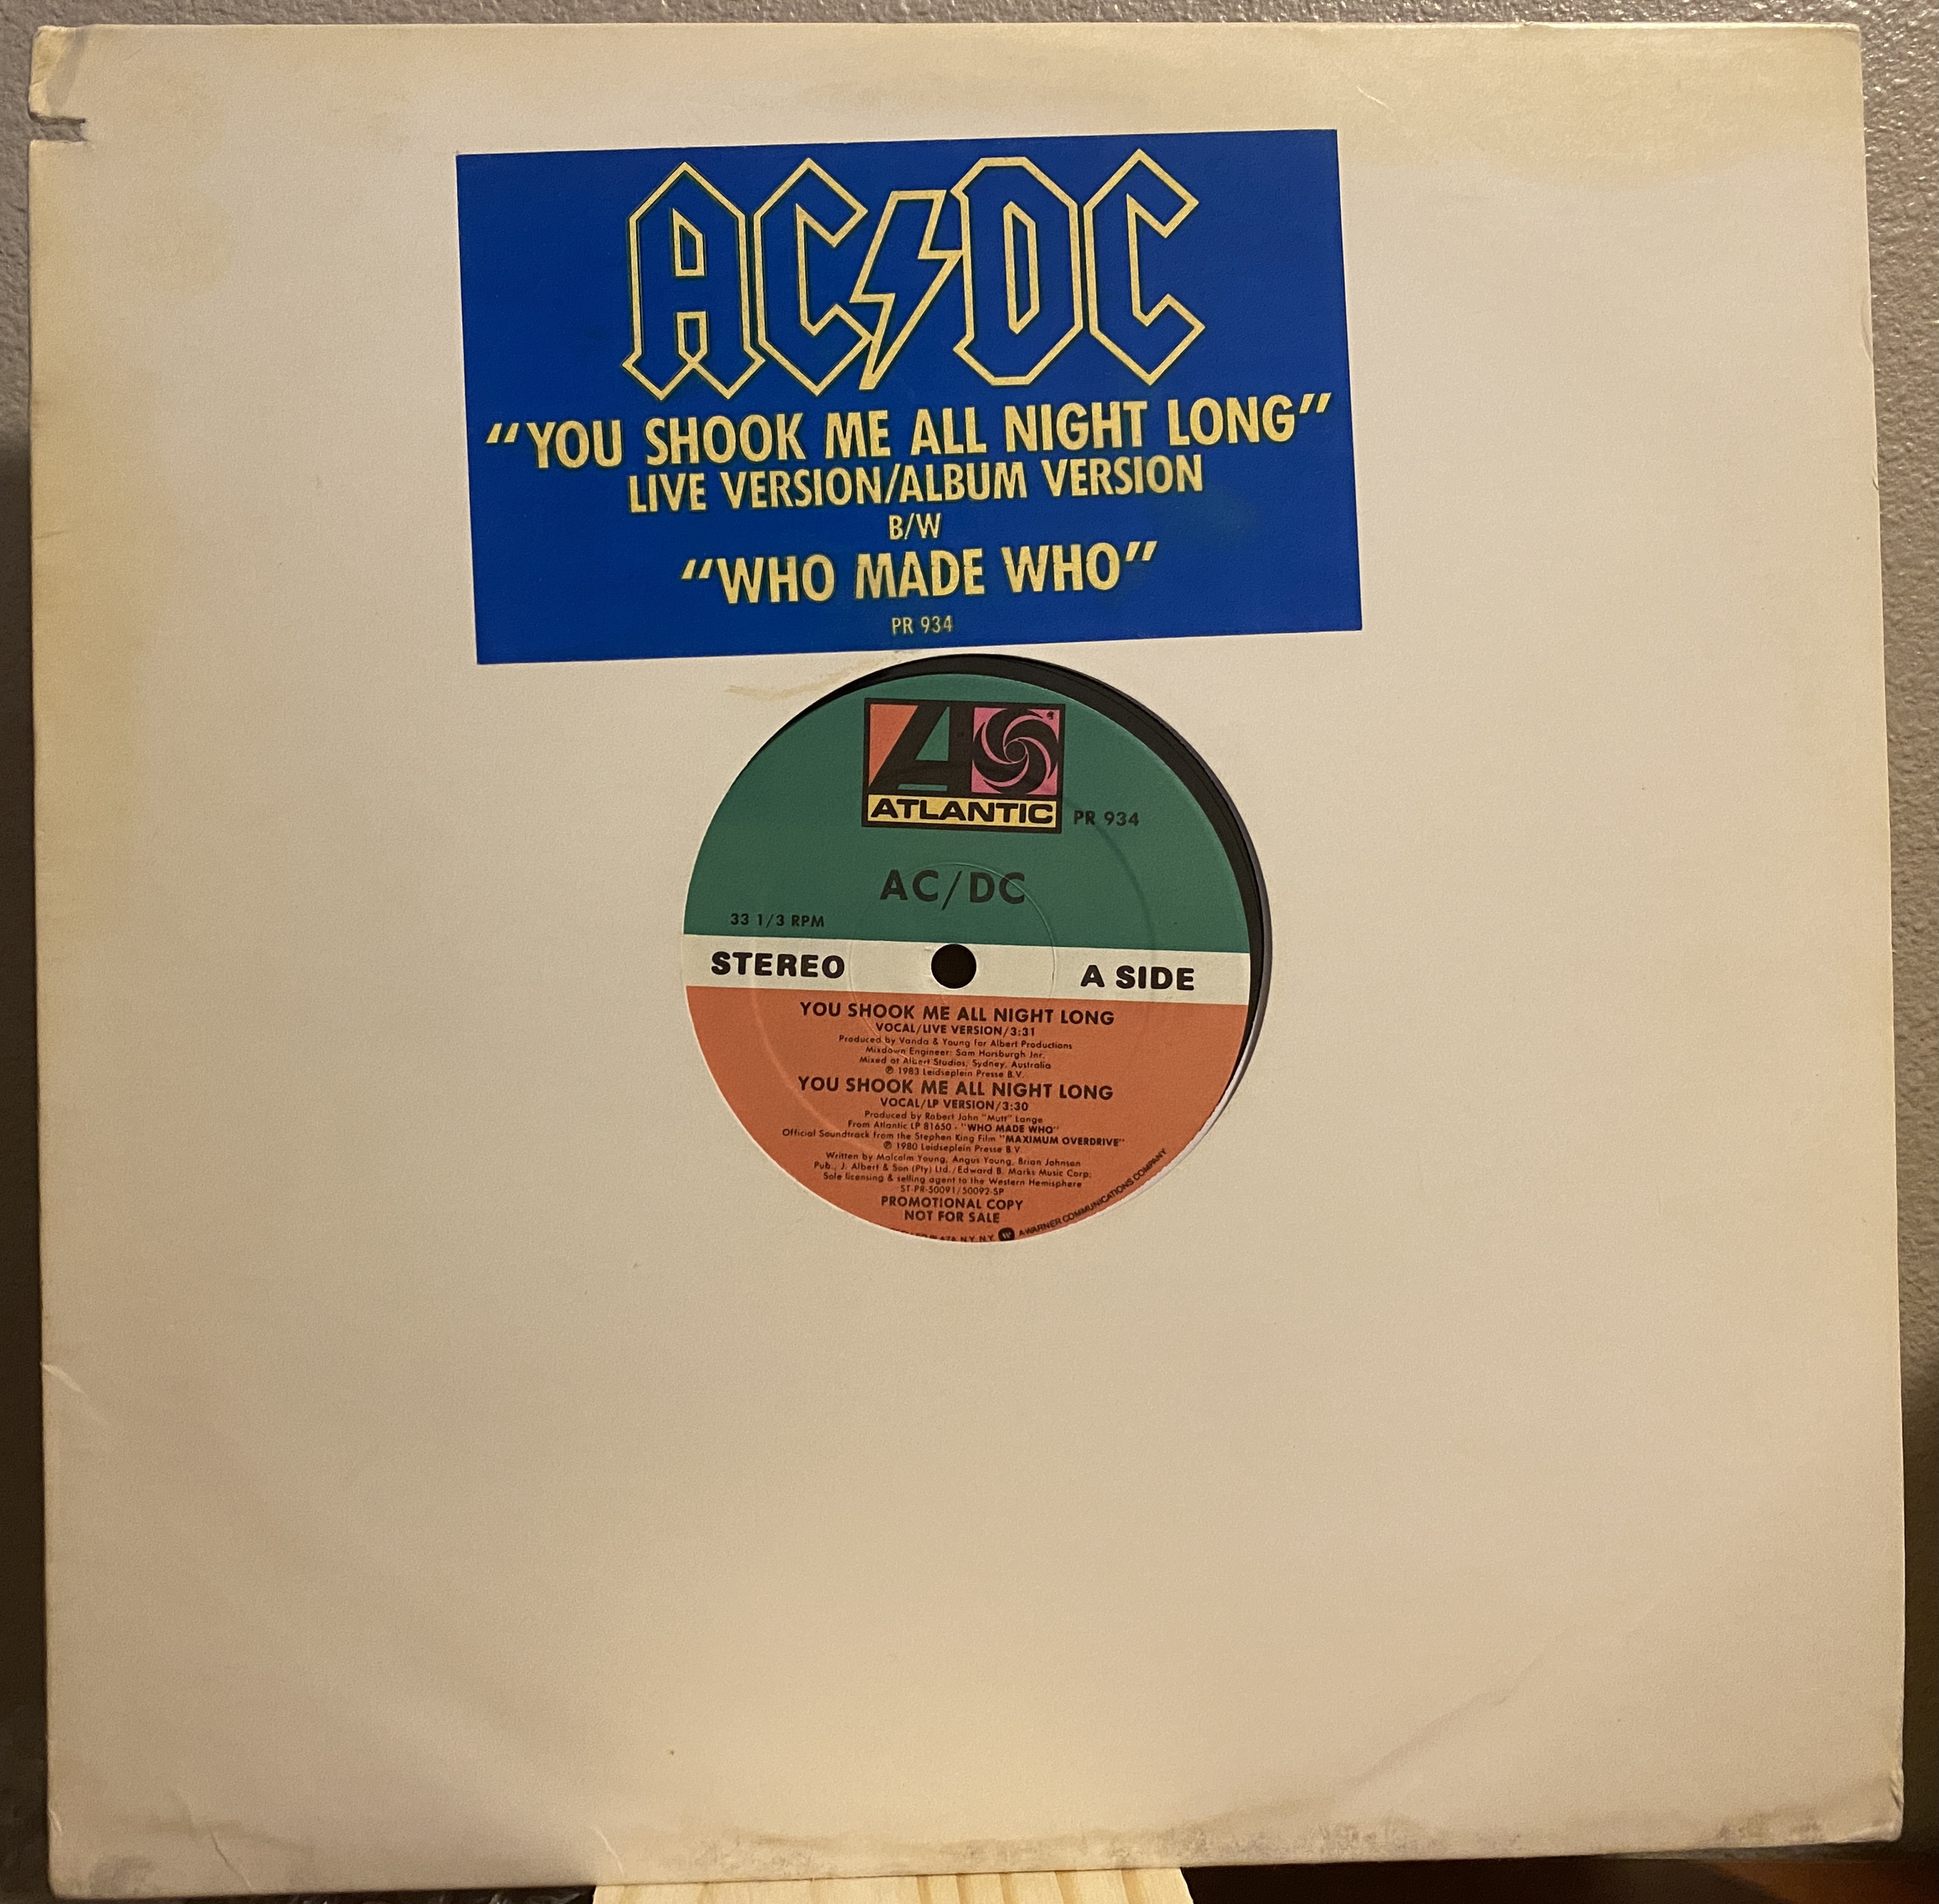 AC⚡DC
"YOU SHOOK ME ALL NIGHT LONG"
LIVE VERSION/ALBUM VERSION
B/W
"WHO MADE WHO"
PR 934
ATLANTIC
PR 934
AC/DC
33 1/3 RPM
STEREO
A SIDE
YOU SHOOK ME ALL NIGHT LONG
VOCAL/LIVE VERSION/3:31
Produced by Vanda & Young for Albert Productions
Mixdown Engineer: Sam Horsburgh Jnr.
Mixed at Albert Studios, Sydney, Australia
℗ 1983 Leidseplein Presse B.V.
YOU SHOOK ME ALL NIGHT LONG
VOCAL/LP VERSION/3:30
Produced by Robert John "Mutt" Lange
From Atlantic LP 81650 - "WHO MADE WHO"
Official Soundtrack from the Stephen King Film "MAXIMUM OVERDRIVE"
℗ 1980 Leidseplein Presse B.V.
Written by Malcolm Young, Angus Young, Brian Johnson
Pub., J. Albert & Son (Pty) Ltd./Edward B. Marks Music Corp;
Sole licensing & selling agent to the Western Hemisphere
ST-PR-50091/50092-SP
PROMOTIONAL COPY
NOT FOR SALE
N.Y. N.Y. W A WARNER COMMUNICATIONS COMPANY